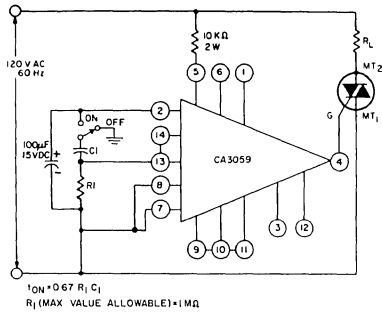 10 KΩ
2W
RL
MT2
120 V AC
60 Hz
5
6
1
ON
OFF
2
G
MT1
100µF
15VDC
+
-
C1
14
13
CA3059
4
R1
8
7
3
12
9
10
11
tON = 0.67 R1 C1
R1 (MAX VALUE ALLOWABLE) = 1 MΩ